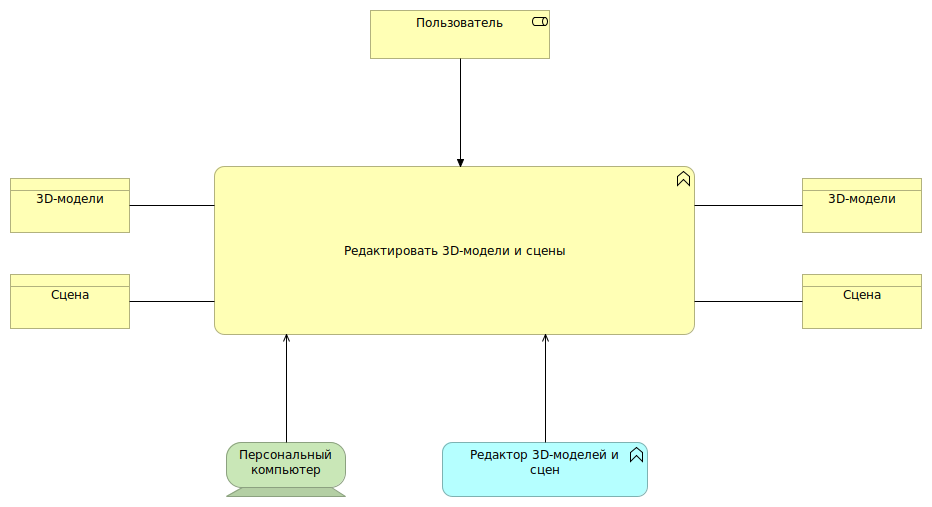 Пользователь
3D-модели
3D-модели
Редактировать 3D-модели и сцены
Сцена
Сцена
Персональный
компьютер
Редактор 3D-моделей и
сцен